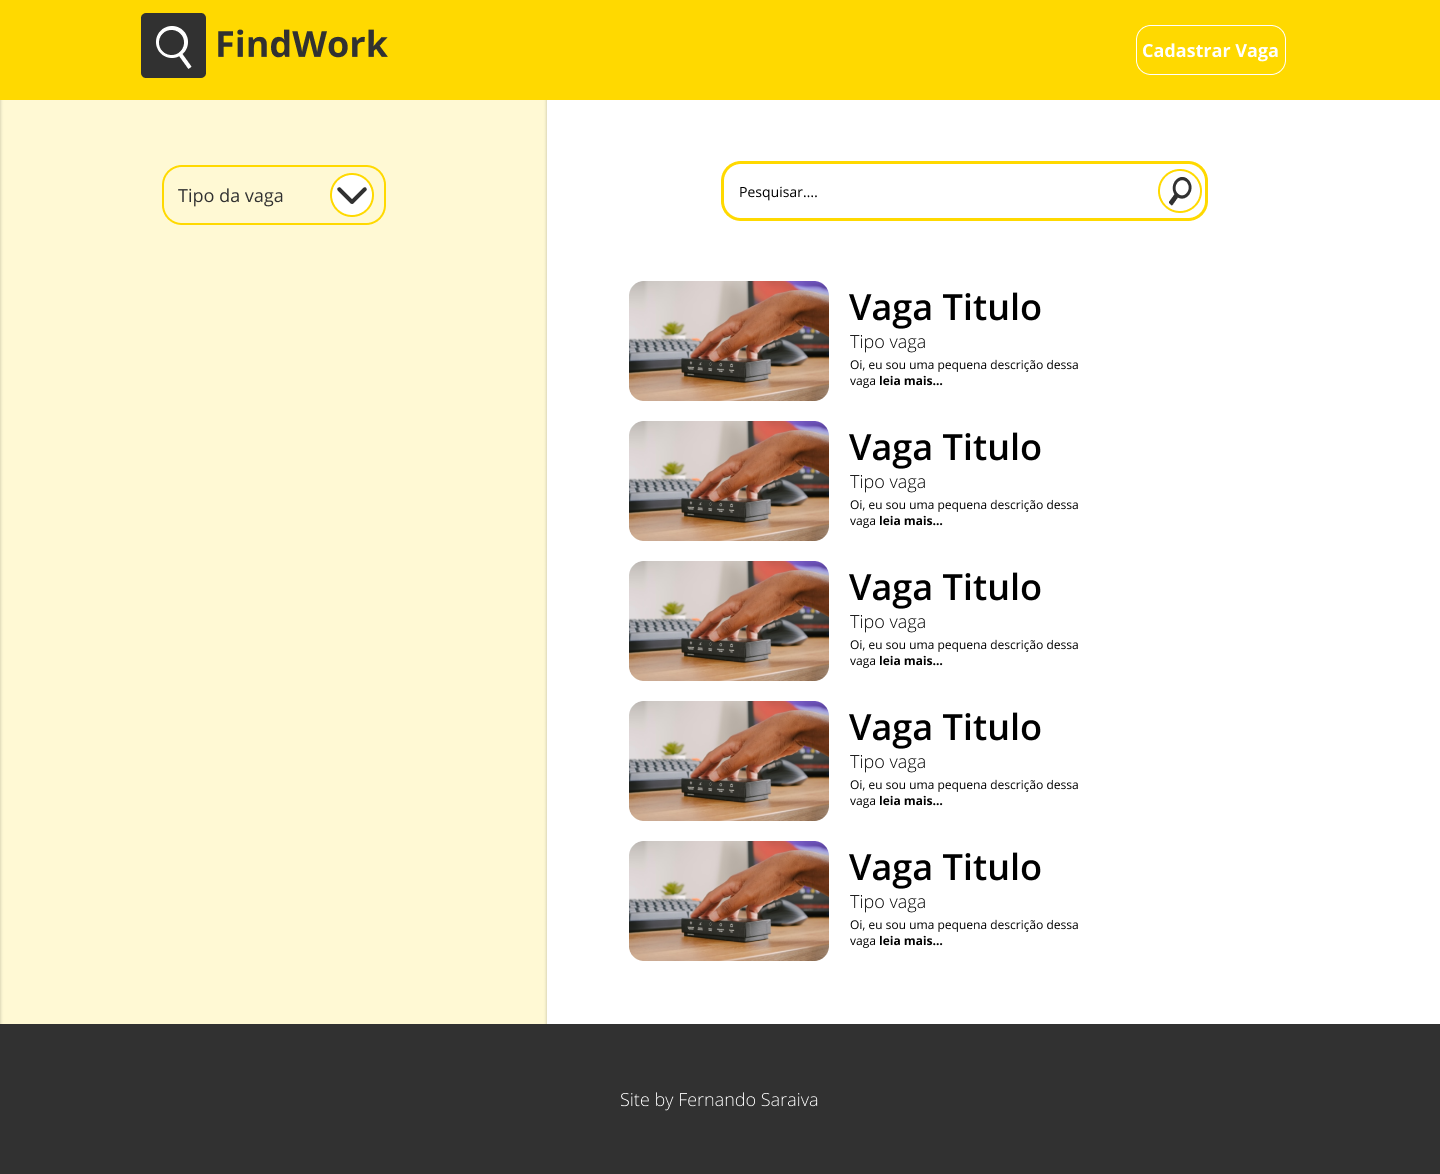 FindWork
Cadastrar Vaga
Tipo da vaga
Pesquisar....
Vaga Titulo
Tipo vaga
Oi, eu sou uma pequena descrição dessa
vaga leia mais...
Vaga Titulo
Tipo vaga
Oi, eu sou uma pequena descrição dessa
vaga leia mais...
Vaga Titulo
Tipo vaga
Oi, eu sou uma pequena descrição dessa
vaga leia mais...
Vaga Titulo
Tipo vaga
Oi, eu sou uma pequena descrição dessa
vaga leia mais...
Vaga Titulo
Tipo vaga
Oi, eu sou uma pequena descrição dessa
vaga leia mais...
Site by Fernando Saraiva